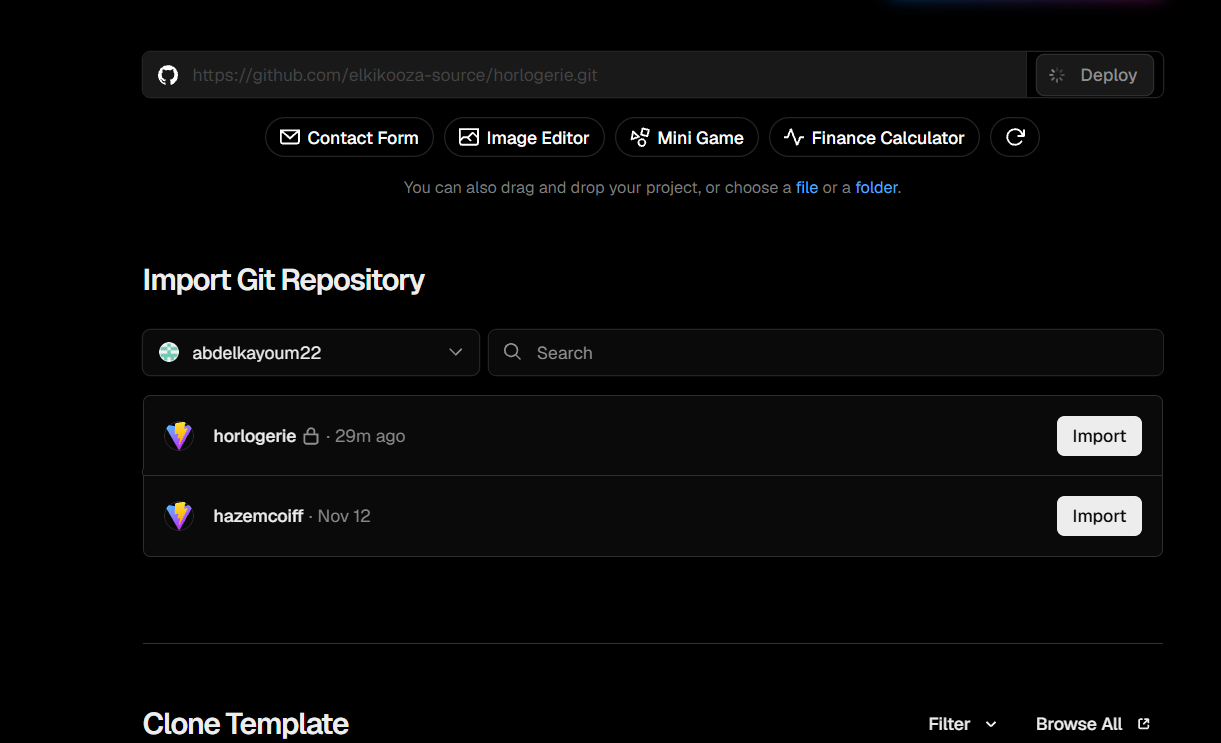 https://github.com/elkikooza-source/horlogerie.git Deploy
Contact Form Image Editor Mini Game Finance Calculator
You can also drag and drop your project, or choose a file or a folder.
Import Git Repository
abdelkayoum22 Search
horlogerie · 29m ago Import
hazemcoiff · Nov 12 Import
Clone Template Filter Browse All